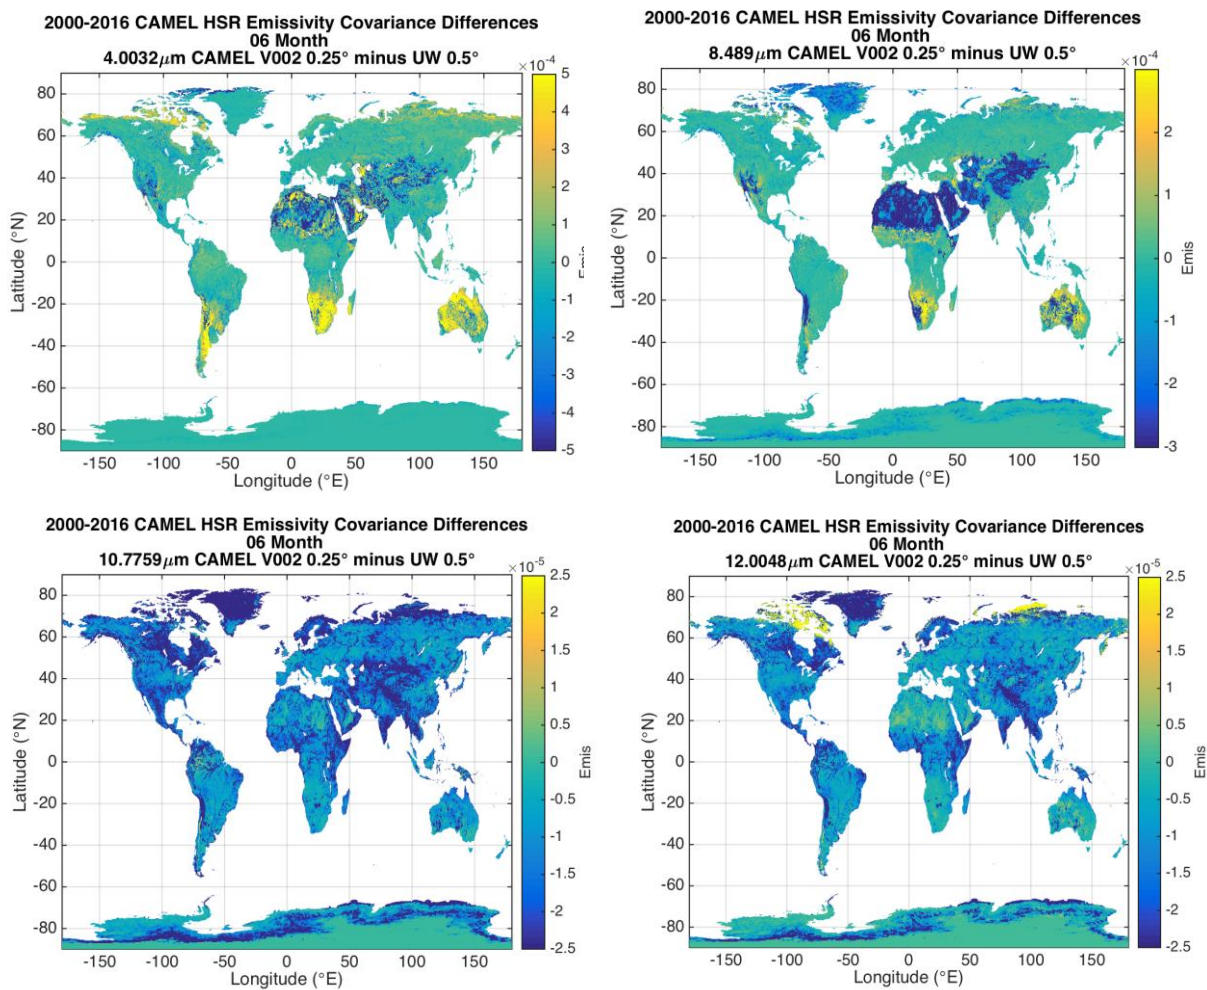 2000-2016 CAMEL HSR Emissivity Covariance Differences
06 Month
4.0032μm CAMEL V002 0.25° minus UW 0.5°
×10⁻⁴
80
60
40
20
0
-20
-40
-60
-80
Latitude (°N)
-150 -100 -50 0 50 100 150
Longitude (°E)
5
4
3
2
1
0
-1
-2
-3
-4
-5
Emis
2000-2016 CAMEL HSR Emissivity Covariance Differences
06 Month
8.489μm CAMEL V002 0.25° minus UW 0.5°
×10⁻⁴
80
60
40
20
0
-20
-40
-60
-80
Latitude (°N)
-150 -100 -50 0 50 100 150
Longitude (°E)
2
1
0
-1
-2
-3
Emis
2000-2016 CAMEL HSR Emissivity Covariance Differences
06 Month
10.7759μm CAMEL V002 0.25° minus UW 0.5°
×10⁻⁵
80
60
40
20
0
-20
-40
-60
-80
Latitude (°N)
-150 -100 -50 0 50 100 150
Longitude (°E)
2.5
2
1.5
1
0.5
0
-0.5
-1
-1.5
-2
-2.5
Emis
2000-2016 CAMEL HSR Emissivity Covariance Differences
06 Month
12.0048μm CAMEL V002 0.25° minus UW 0.5°
×10⁻⁵
80
60
40
20
0
-20
-40
-60
-80
Latitude (°N)
-150 -100 -50 0 50 100 150
Longitude (°E)
2.5
2
1.5
1
0.5
0
-0.5
-1
-1.5
-2
-2.5
Emis